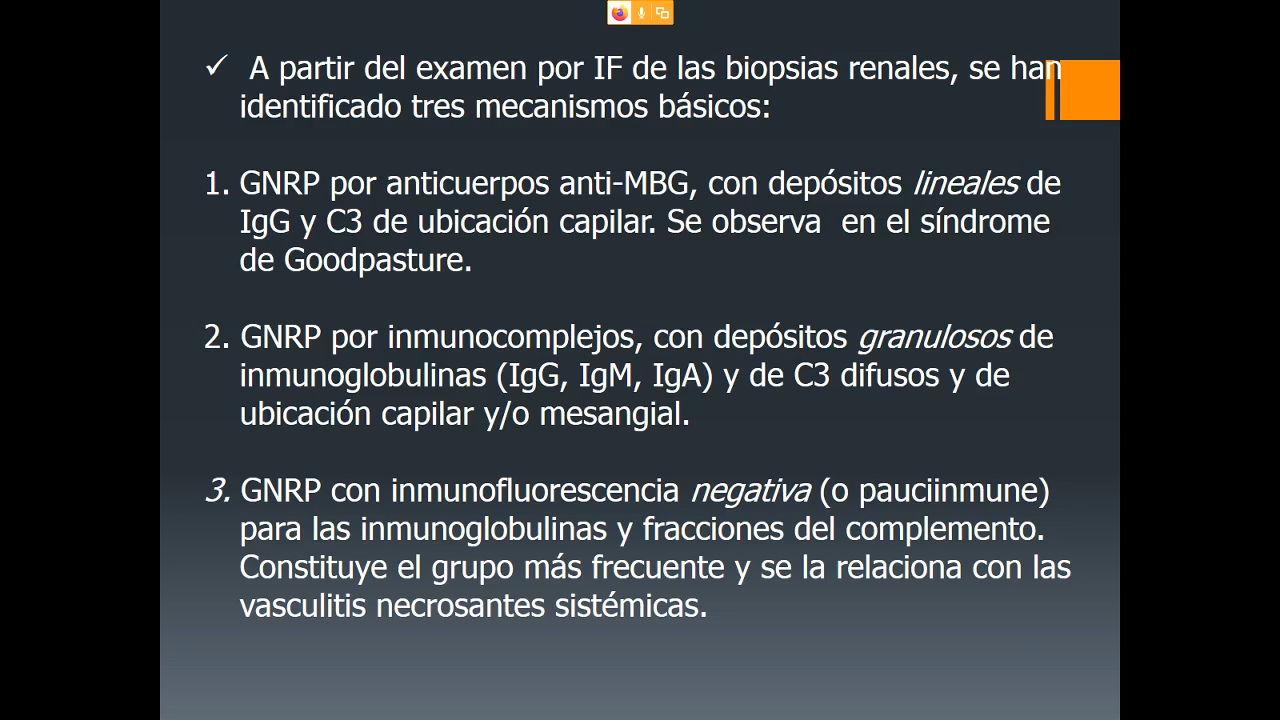 ✓ A partir del examen por IF de las biopsias renales, se han
identificado tres mecanismos básicos:
1. GNRP por anticuerpos anti-MBG, con depósitos lineales de
IgG y C3 de ubicación capilar. Se observa en el síndrome
de Goodpasture.
2. GNRP por inmunocomplejos, con depósitos granulosos de
inmunoglobulinas (IgG, IgM, IgA) y de C3 difusos y de
ubicación capilar y/o mesangial.
3. GNRP con inmunofluorescencia negativa (o pauciinmune)
para las inmunoglobulinas y fracciones del complemento.
Constituye el grupo más frecuente y se la relaciona con las
vasculitis necrosantes sistémicas.